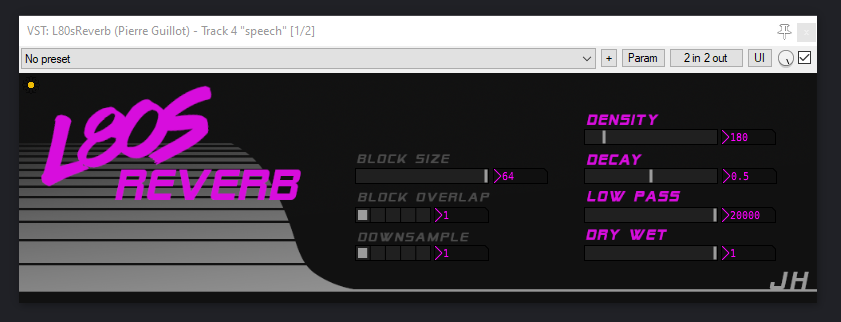 VST: L80sReverb (Pierre Guillot) - Track 4 "speech" [1/2]
No preset
+
Param
2 in 2 out
UI
L80S
REVERB
BLOCK SIZE
64
BLOCK OVERLAP
1
DOWNSAMPLE
1
DENSITY
180
DECAY
0.5
LOW PASS
20000
DRY WET
1
JH